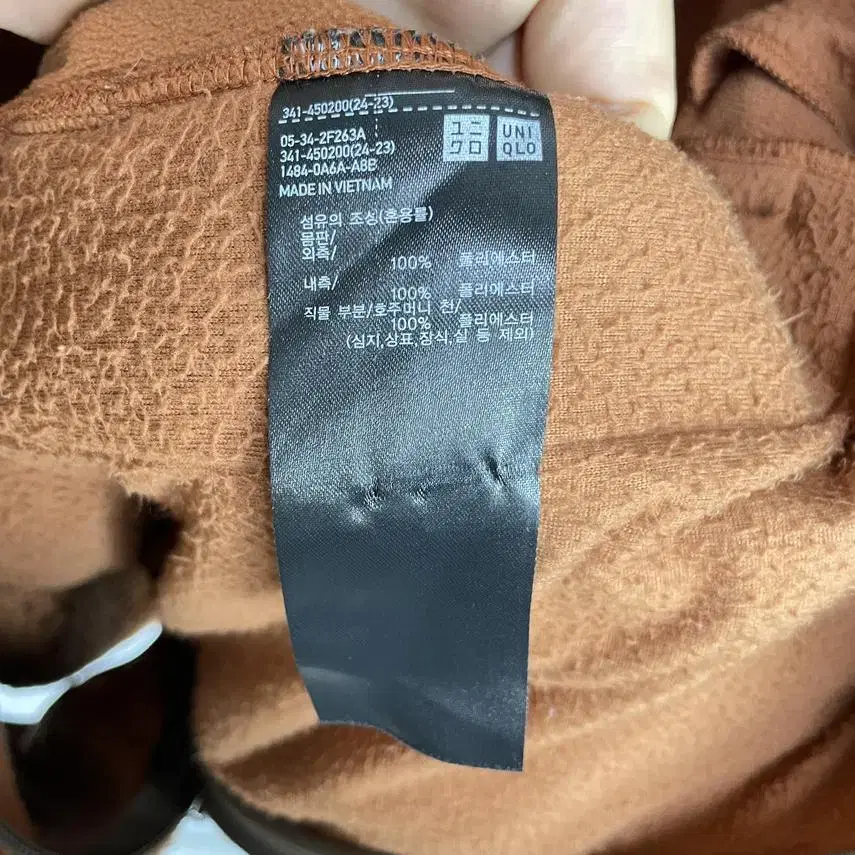 341-450200(24-23)
05-34-2F263A
341-450200(24-23)
1484-0A6A-A8B
MADE IN VIETNAM
ユニ
クロ
UNI
QLO
섬유의 조성(혼용률)
몸판/
외측/
100% 폴리에스터
내측/
100% 폴리에스터
직물 부분/호주머니 천/
100% 폴리에스터
(심지,상표,장식,실 등 제외)